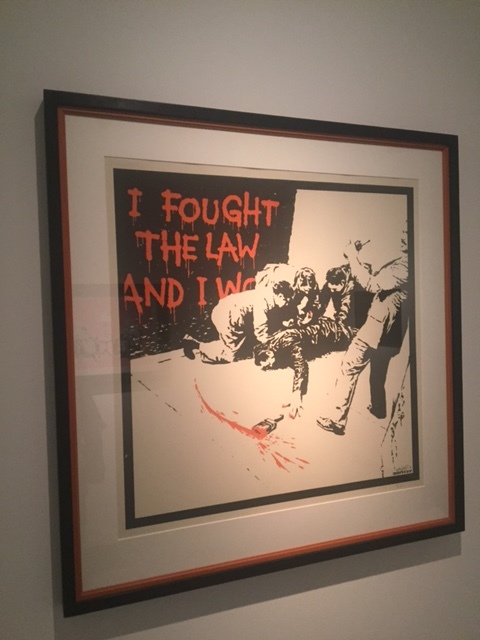 I FOUGHT
THE LAW
AND I WO